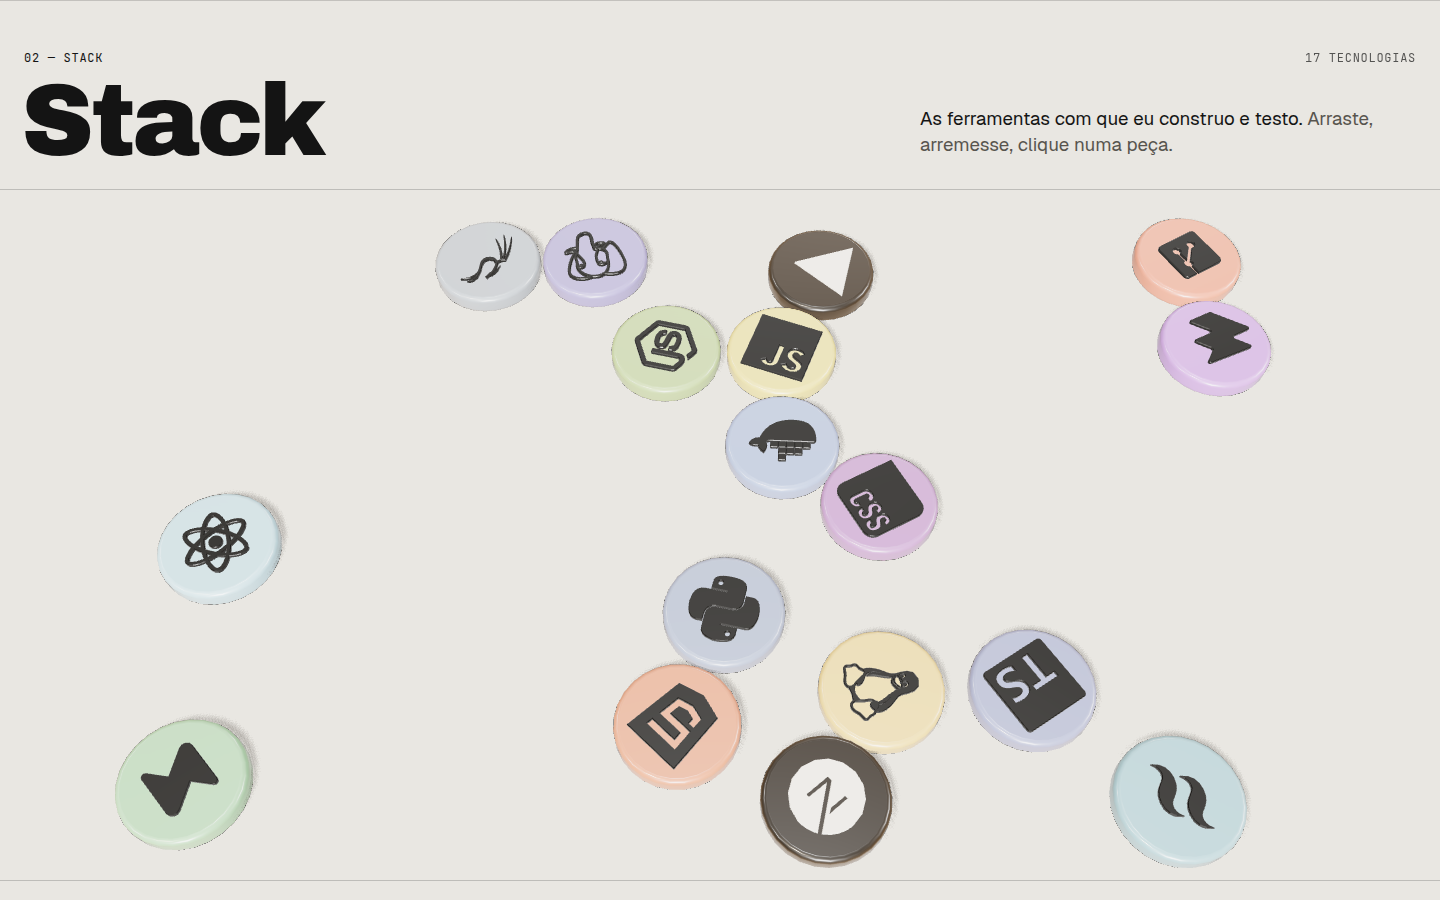 02 — STACK
17 TECNOLOGIAS
Stack
As ferramentas com que eu construo e testo. Arraste,
arremesse, clique numa peça.
JS
JS
CSS
TS